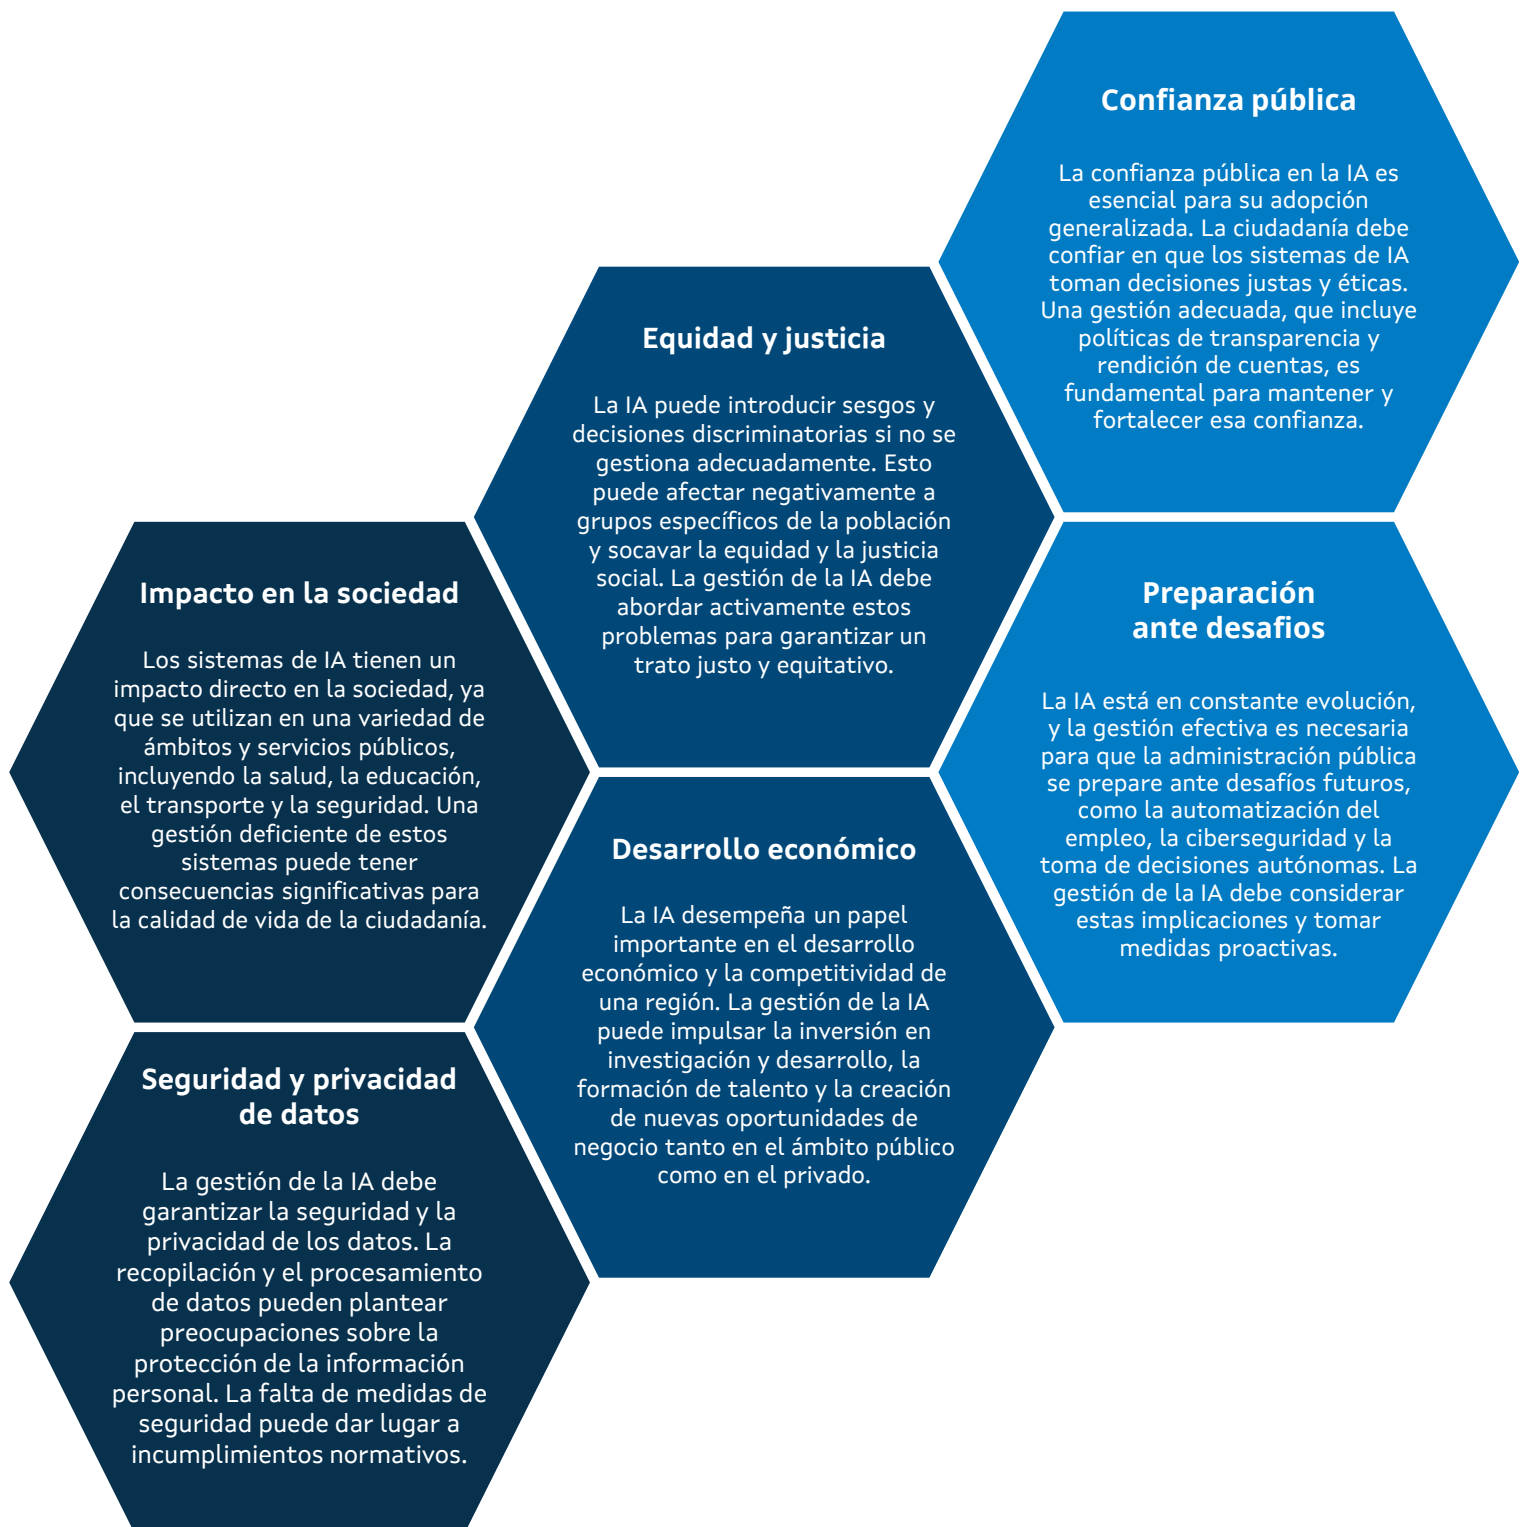 Impacto en la sociedad
Los sistemas de IA tienen un
impacto directo en la sociedad, ya
que se utilizan en una variedad de
ámbitos y servicios públicos,
incluyendo la salud, la educación,
el transporte y la seguridad. Una
gestión deficiente de estos
sistemas puede tener
consecuencias significativas para
la calidad de vida de la ciudadanía.
Seguridad y privacidad
de datos
La gestión de la IA debe
garantizar la seguridad y la
privacidad de los datos. La
recopilación y el procesamiento
de datos pueden plantear
preocupaciones sobre la
protección de la información
personal. La falta de medidas de
seguridad puede dar lugar a
incumplimientos normativos.
Equidad y justicia
La IA puede introducir sesgos y
decisiones discriminatorias si no se
gestiona adecuadamente. Esto
puede afectar negativamente a
grupos específicos de la población
y socavar la equidad y la justicia
social. La gestión de la IA debe
abordar activamente estos
problemas para garantizar un
trato justo y equitativo.
Desarrollo económico
La IA desempeña un papel
importante en el desarrollo
económico y la competitividad de
una región. La gestión de la IA
puede impulsar la inversión en
investigación y desarrollo, la
formación de talento y la creación
de nuevas oportunidades de
negocio tanto en el ámbito público
como en el privado.
Confianza pública
La confianza pública en la IA es
esencial para su adopción
generalizada. La ciudadanía debe
confiar en que los sistemas de IA
toman decisiones justas y éticas.
Una gestión adecuada, que incluye
políticas de transparencia y
rendición de cuentas, es
fundamental para mantener y
fortalecer esa confianza.
Preparación
ante desafios
La IA está en constante evolución,
y la gestión efectiva es necesaria
para que la administración pública
se prepare ante desafíos futuros,
como la automatización del
empleo, la ciberseguridad y la
toma de decisiones autónomas. La
gestión de la IA debe considerar
estas implicaciones y tomar
medidas proactivas.